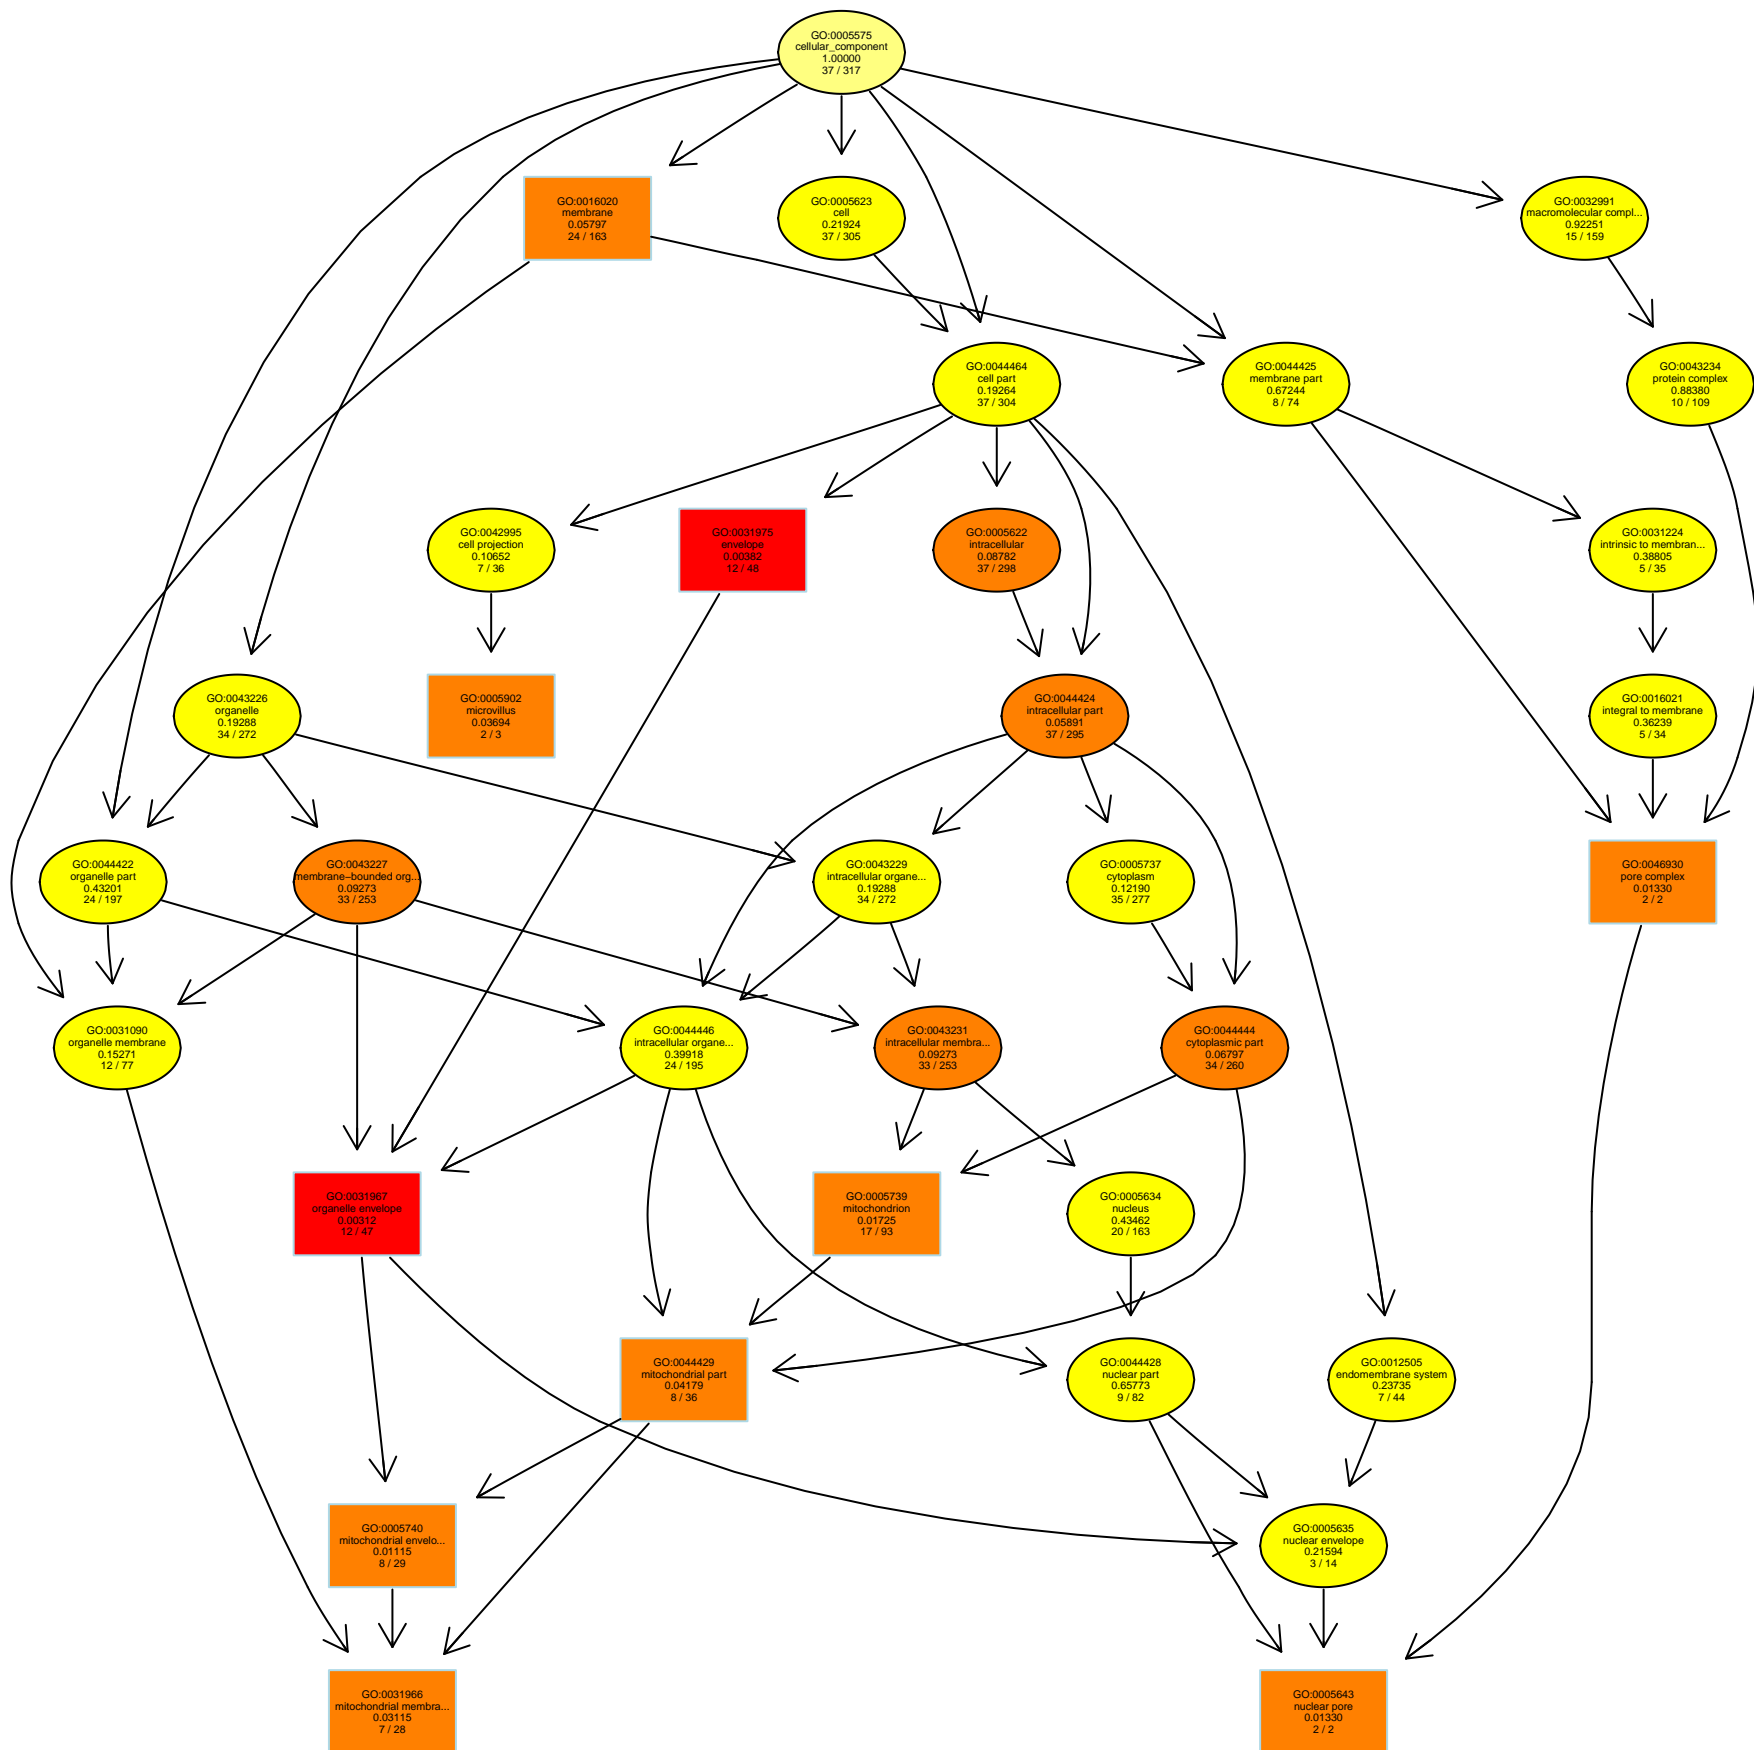 GO:0005575
cellular_component
1.00000
37 / 317
GO:0016020
membrane
0.05797
24 / 163
GO:0005623
cell
0.21924
37 / 305
GO:0032991
macromolecular compl...
0.92251
15 / 159
GO:0044464
cell part
0.19264
37 / 304
GO:0044425
membrane part
0.67244
8 / 74
GO:0043234
protein complex
0.88380
10 / 109
GO:0042995
cell projection
0.10652
7 / 36
GO:0031975
envelope
0.00382
12 / 48
GO:0005622
intracellular
0.08782
37 / 298
GO:0031224
intrinsic to membran...
0.38805
5 / 35
GO:0043226
organelle
0.19288
34 / 272
GO:0005902
microvillus
0.03694
2 / 3
GO:0044424
intracellular part
0.05891
37 / 295
GO:0016021
integral to membrane
0.36239
5 / 34
GO:0044422
organelle part
0.43201
24 / 197
GO:0043227
membrane−bounded org...
0.09273
33 / 253
GO:0043229
intracellular organe...
0.19288
34 / 272
GO:0005737
cytoplasm
0.12190
35 / 277
GO:0046930
pore complex
0.01330
2 / 2
GO:0031090
organelle membrane
0.15271
12 / 77
GO:0044446
intracellular organe...
0.39918
24 / 195
GO:0043231
intracellular membra...
0.09273
33 / 253
GO:0044444
cytoplasmic part
0.06797
34 / 260
GO:0031967
organelle envelope
0.00312
12 / 47
GO:0005739
mitochondrion
0.01725
17 / 93
GO:0005634
nucleus
0.43462
20 / 163
GO:0044429
mitochondrial part
0.04179
8 / 36
GO:0044428
nuclear part
0.65773
9 / 82
GO:0012505
endomembrane system
0.23735
7 / 44
GO:0005740
mitochondrial envelo...
0.01115
8 / 29
GO:0005635
nuclear envelope
0.21594
3 / 14
GO:0031966
mitochondrial membra...
0.03115
7 / 28
GO:0005643
nuclear pore
0.01330
2 / 2